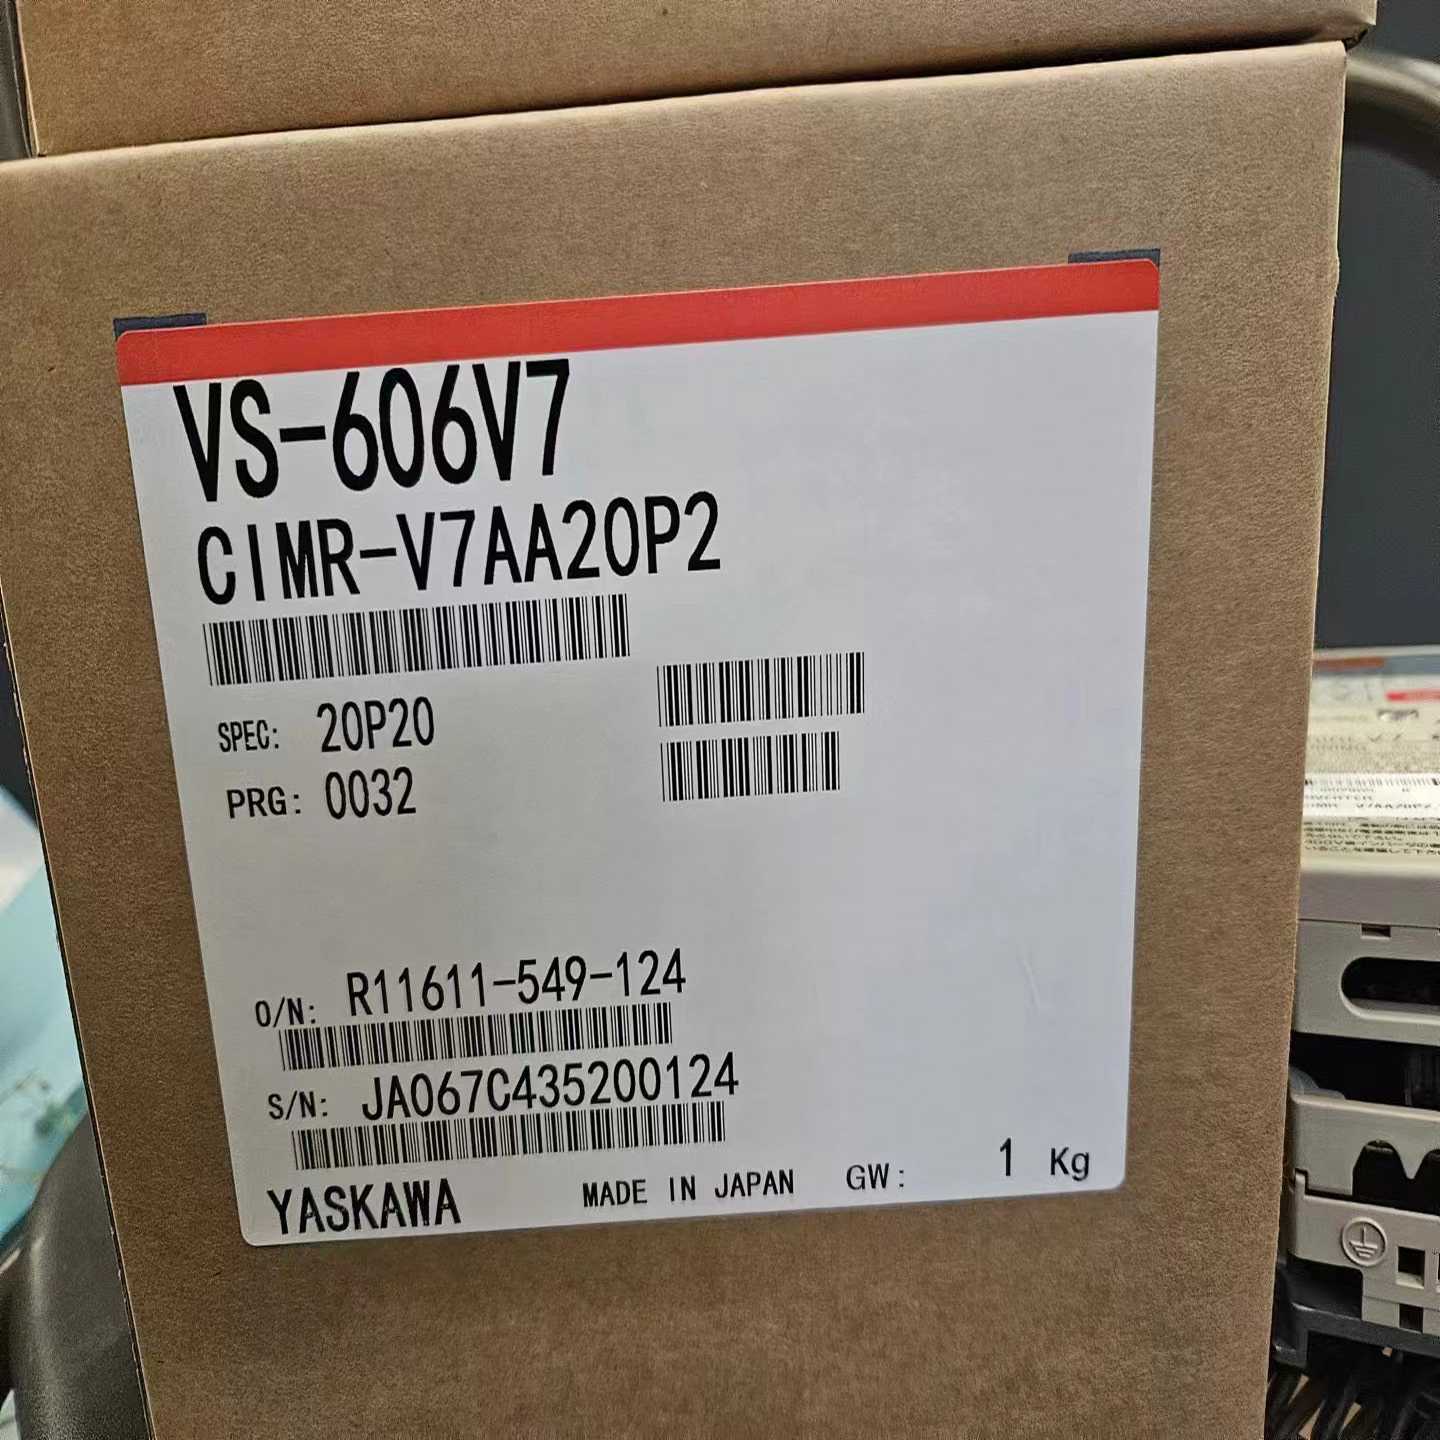 VS-606V7
CIMR-V7AA20P2
SPEC: 20P20
PRG: 0032
O/N: R11611-549-124
S/N: JA067C435200124
YASKAWA MADE IN JAPAN GW: 1 Kg